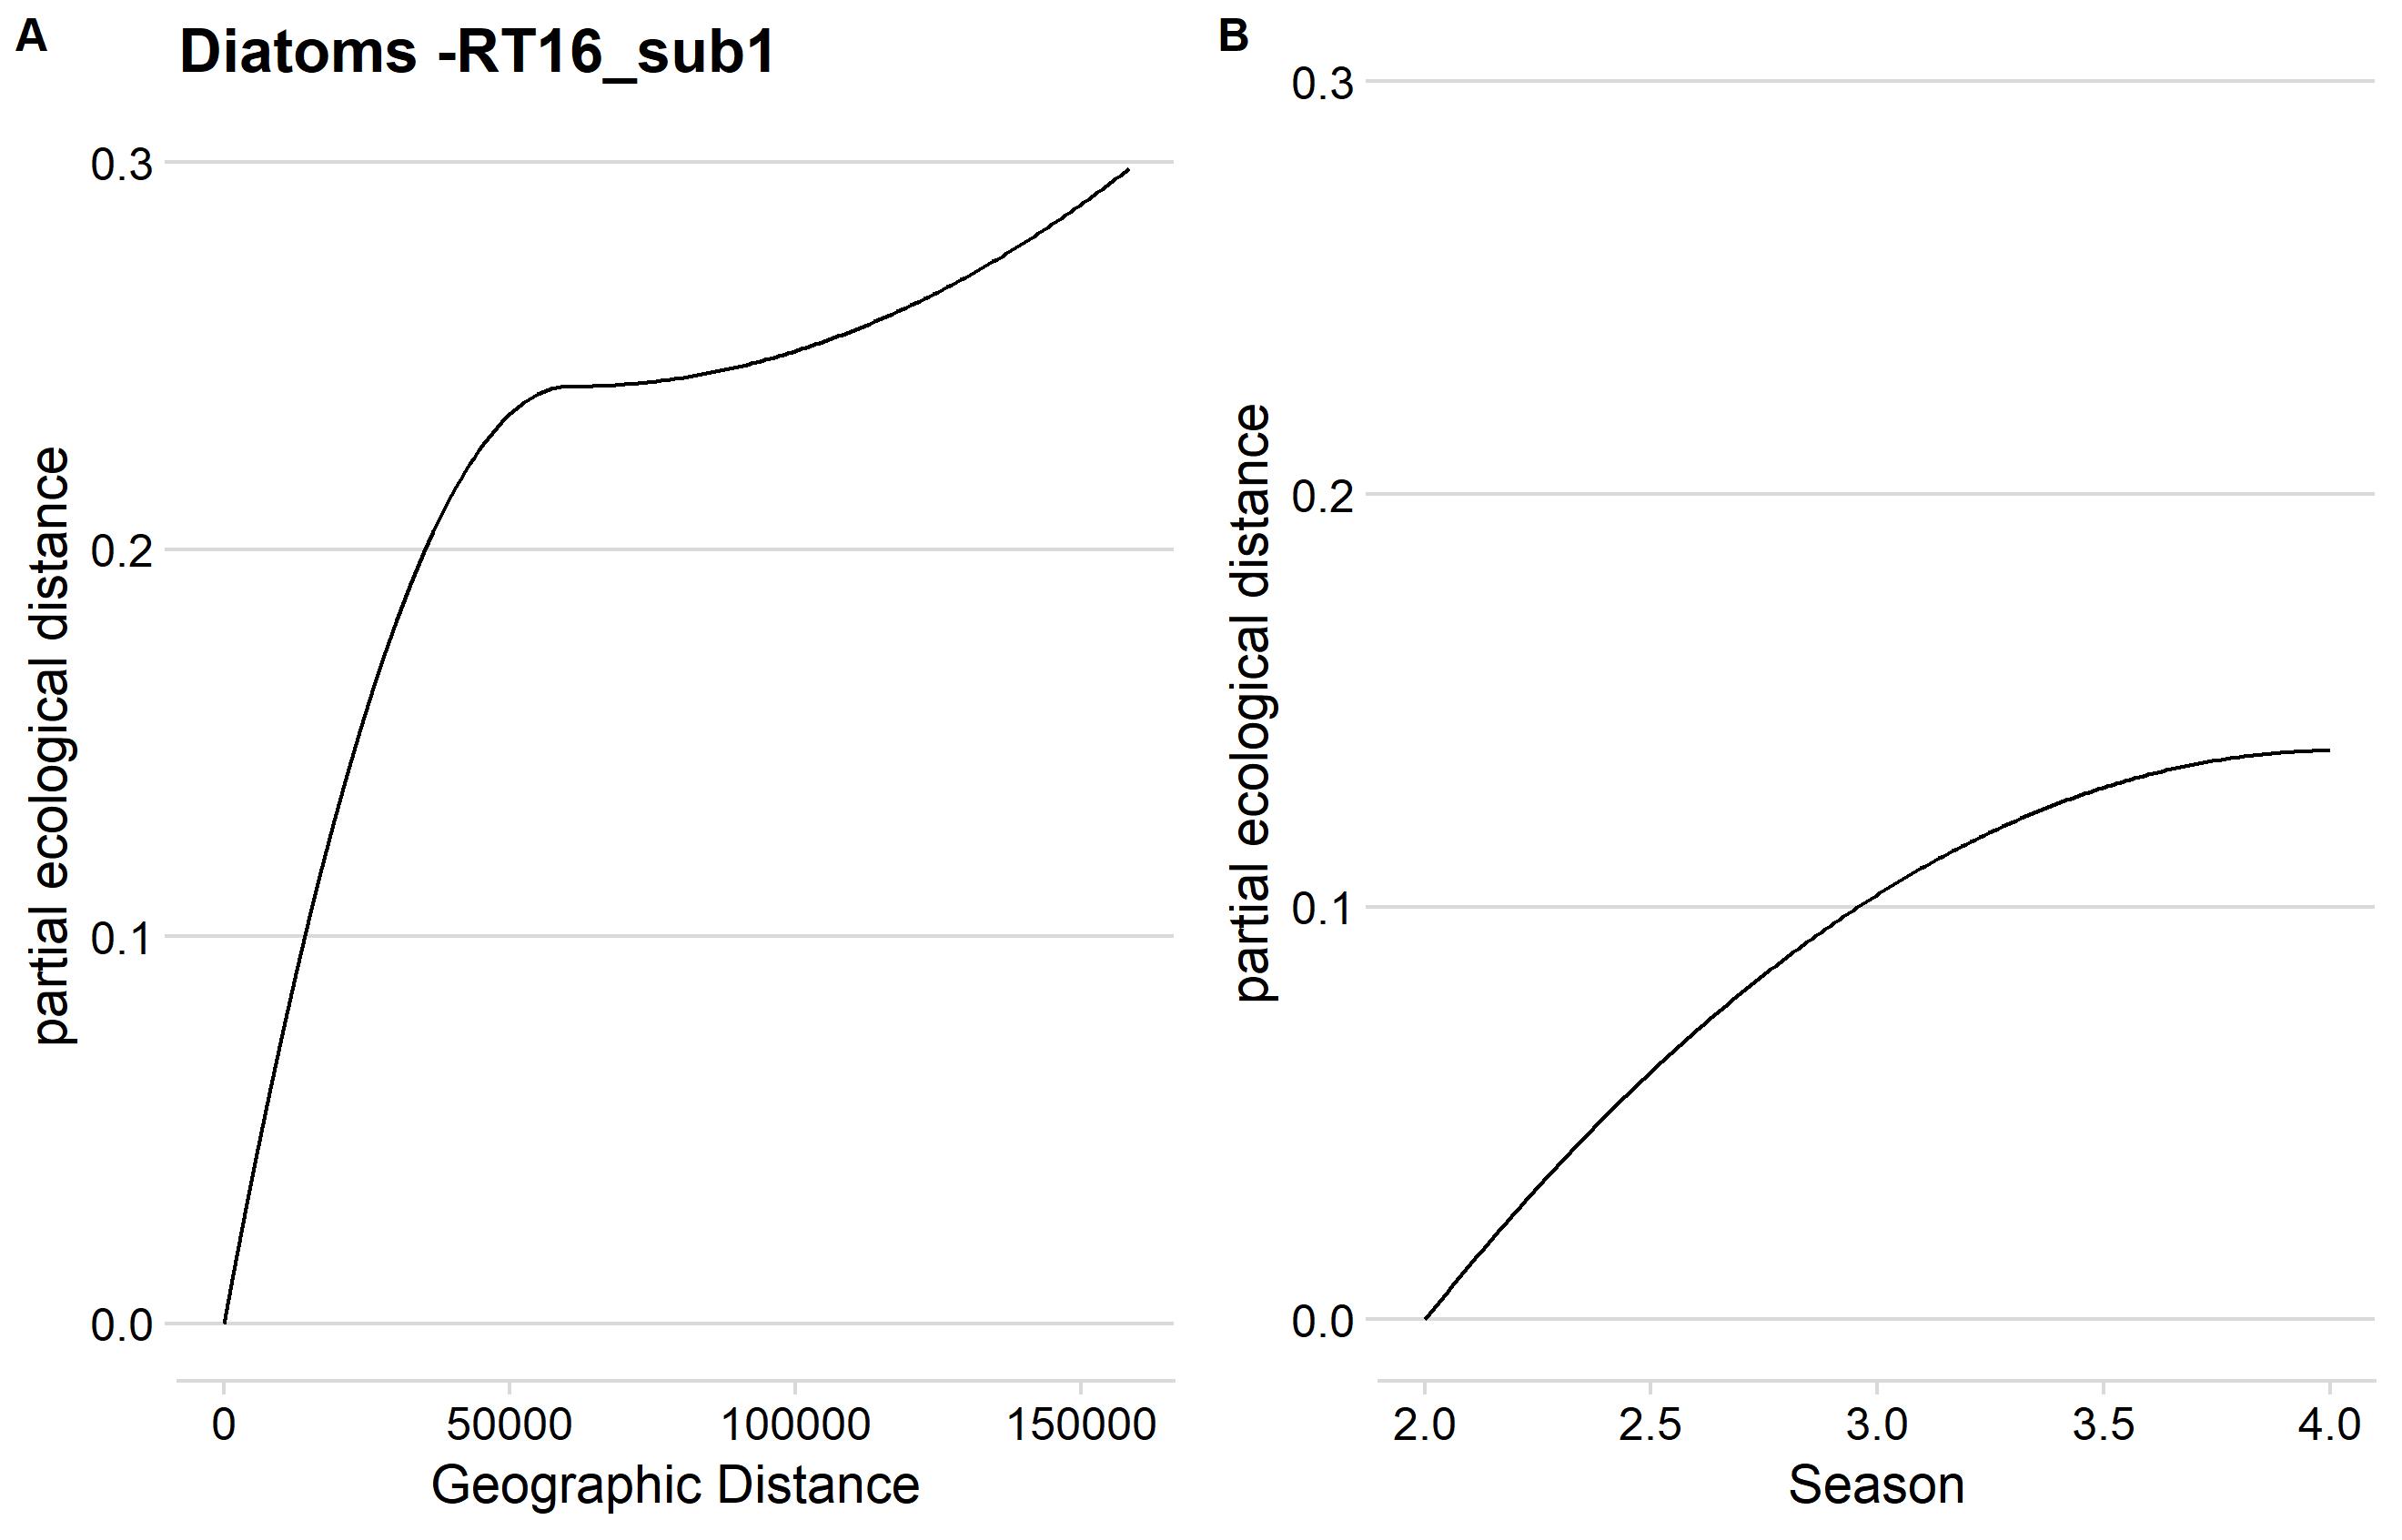 A
Diatoms -RT16_sub1
partial ecological distance
0.3
0.2
0.1
0.0
0 50000 100000 150000
Geographic Distance
B
partial ecological distance
0.3
0.2
0.1
0.0
2.0 2.5 3.0 3.5 4.0
Season